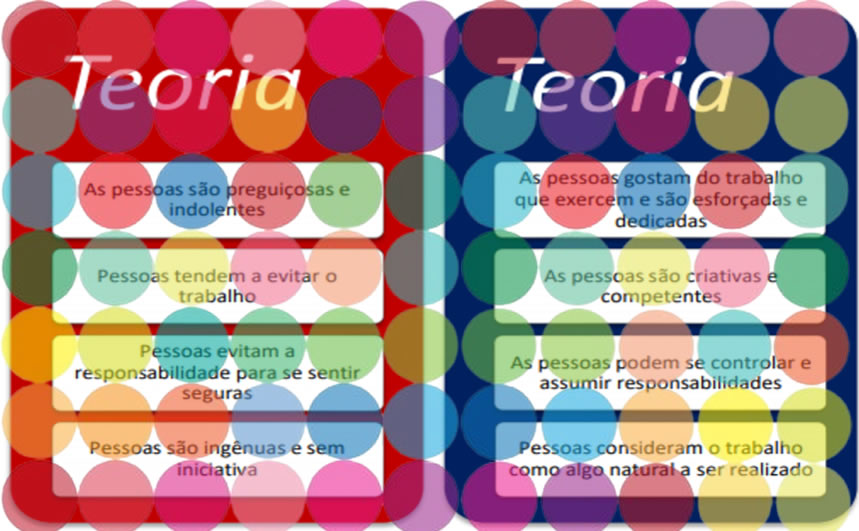 Teoria
As pessoas são preguiçosas e
indolentes
Pessoas tendem a evitar o
trabalho
Pessoas evitam a
responsabilidade para se sentir
seguras
Pessoas são ingênuas e sem
iniciativa
Teoria
As pessoas gostam do trabalho
que exercem e são esforçadas e
dedicadas
As pessoas são criativas e
competentes
As pessoas podem se controlar e
assumir responsabilidades
Pessoas consideram o trabalho
como algo natural a ser realizado